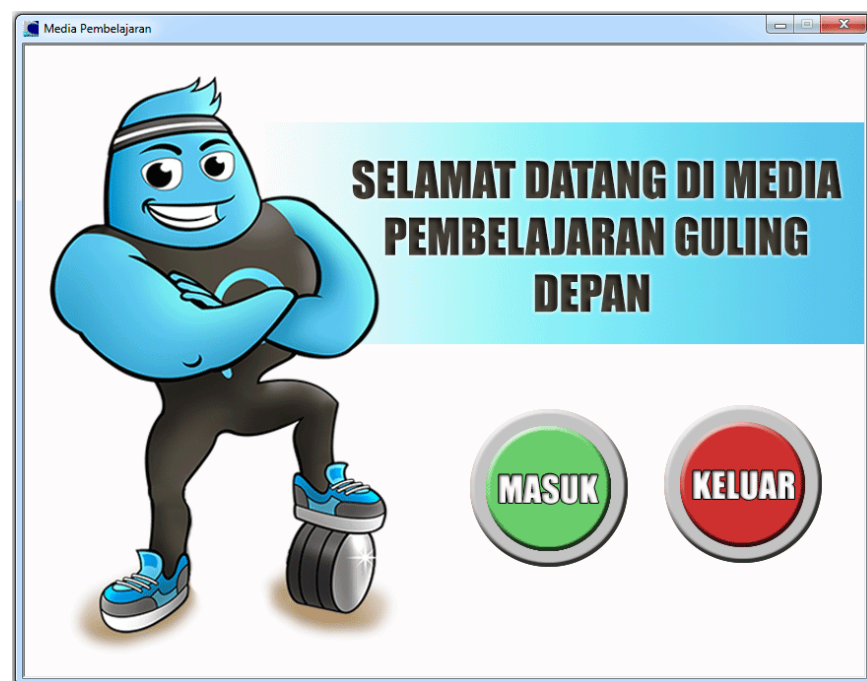 Media Pembelajaran
SELAMAT DATANG DI MEDIA
PEMBELAJARAN GULING
DEPAN
MASUK
KELUAR